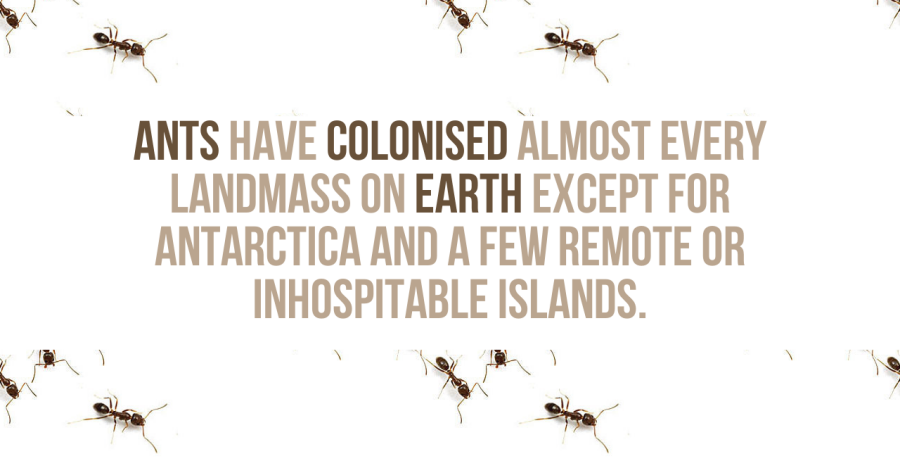 ANTS HAVE COLONISED ALMOST EVERY
LANDMASS ON EARTH EXCEPT FOR
ANTARCTICA AND A FEW REMOTE OR
INHOSPITABLE ISLANDS.